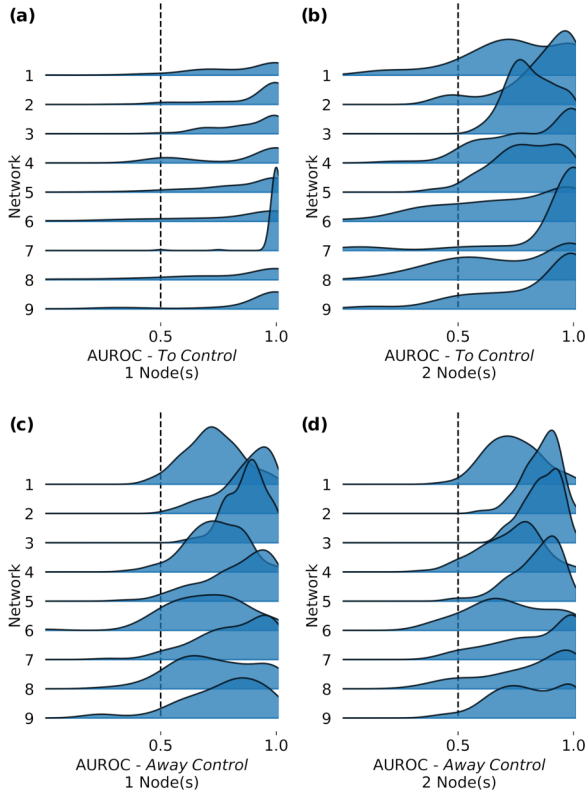 (a)
1
2
3
4
5
6
7
8
9
Network
0.5 1.0
AUROC - To Control
1 Node(s)
(b)
1
2
3
4
5
6
7
8
9
Network
0.5 1.0
AUROC - To Control
2 Node(s)
(c)
1
2
3
4
5
6
7
8
9
Network
0.5 1.0
AUROC - Away Control
1 Node(s)
(d)
1
2
3
4
5
6
7
8
9
Network
0.5 1.0
AUROC - Away Control
2 Node(s)